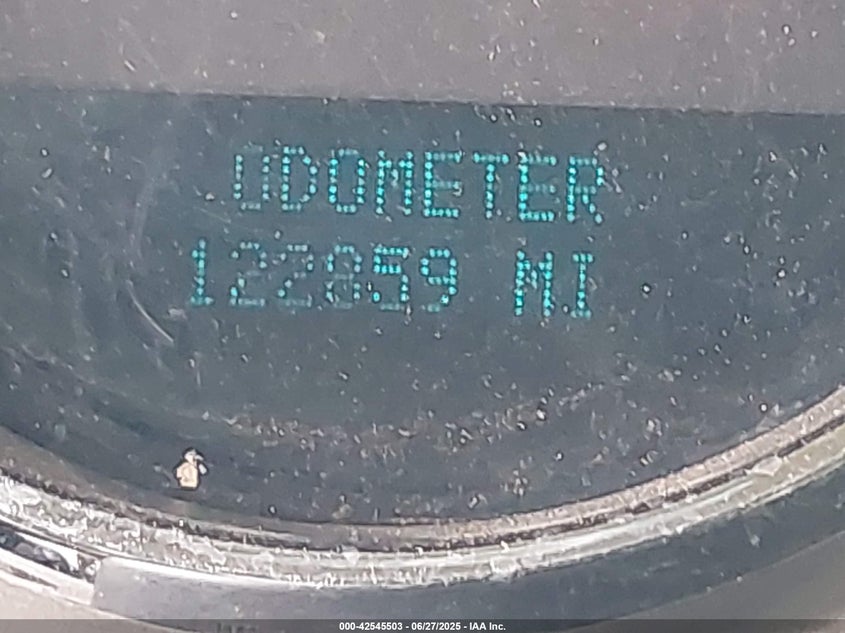 ODOMETER
122859 MI
000-42545503 - 06/27/2025 - IAA Inc.